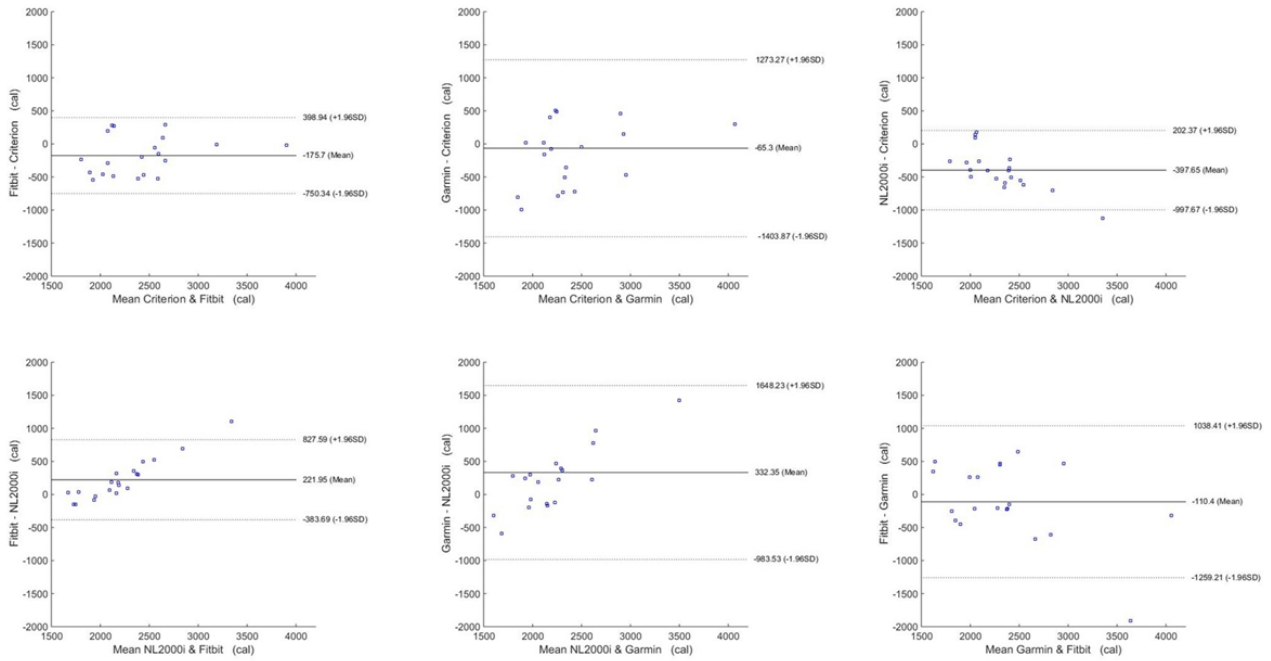 2000
1500
1000
500
0
-500
-1000
-1500
-2000
Fitbit - Criterion (cal)
398.94 (+1.96SD)
-175.7 (Mean)
-750.34 (-1.96SD)
1500 2000 2500 3000 3500 4000
Mean Criterion & Fitbit (cal)
2000
1500
1000
500
0
-500
-1000
-1500
-2000
Garmin - Criterion (cal)
1273.27 (+1.96SD)
-65.3 (Mean)
-1403.87 (-1.96SD)
1500 2000 2500 3000 3500 4000
Mean Criterion & Garmin (cal)
2000
1500
1000
500
0
-500
-1000
-1500
-2000
NL2000i - Criterion (cal)
202.37 (+1.96SD)
-397.65 (Mean)
-997.67 (-1.96SD)
1500 2000 2500 3000 3500 4000
Mean Criterion & NL2000i (cal)
2000
1500
1000
500
0
-500
-1000
-1500
-2000
Fitbit - NL2000i (cal)
827.59 (+1.96SD)
221.95 (Mean)
-383.69 (-1.96SD)
1500 2000 2500 3000 3500 4000
Mean NL2000i & Fitbit (cal)
2000
1500
1000
500
0
-500
-1000
-1500
-2000
Garmin - NL2000i (cal)
1648.23 (+1.96SD)
332.35 (Mean)
-983.53 (-1.96SD)
1500 2000 2500 3000 3500 4000
Mean NL2000i & Garmin (cal)
2000
1500
1000
500
0
-500
-1000
-1500
-2000
Fitbit - Garmin (cal)
1038.41 (+1.96SD)
-110.4 (Mean)
-1259.21 (-1.96SD)
1500 2000 2500 3000 3500 4000
Mean Garmin & Fitbit (cal)